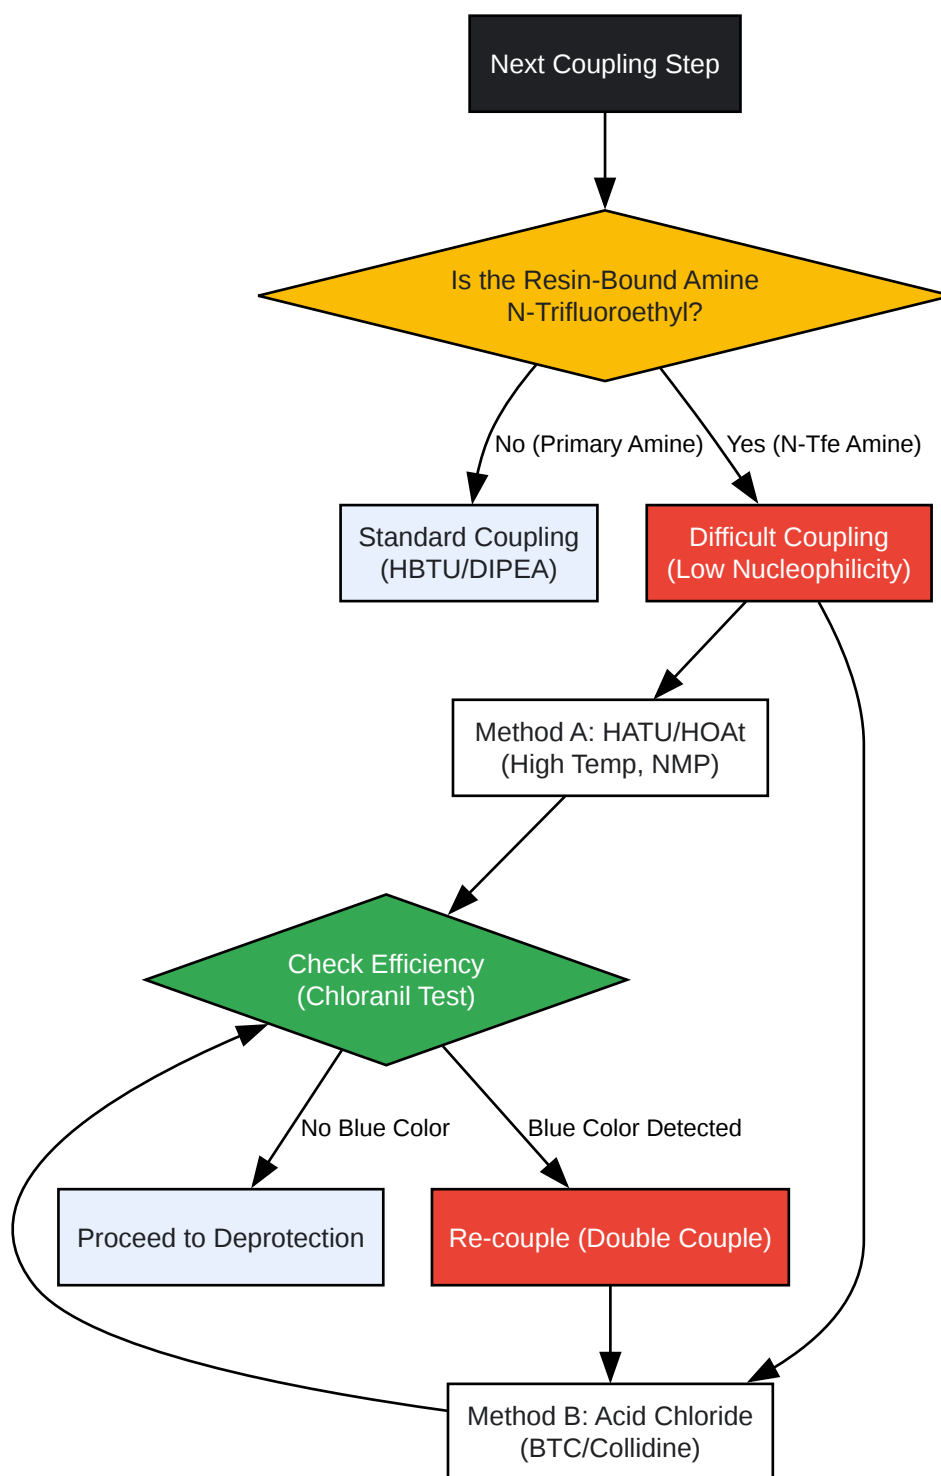 Next Coupling Step
Is the Resin-Bound Amine
N-Trifluoroethyl?
No (Primary Amine)
Yes (N-Tfe Amine)
Standard Coupling
(HBTU/DIPEA)
Difficult Coupling
(Low Nucleophilicity)
Method A: HATU/HOAt
(High Temp, NMP)
Check Efficiency
(Chloranil Test)
No Blue Color
Blue Color Detected
Proceed to Deprotection
Re-couple (Double Couple)
Method B: Acid Chloride
(BTC/Collidine)